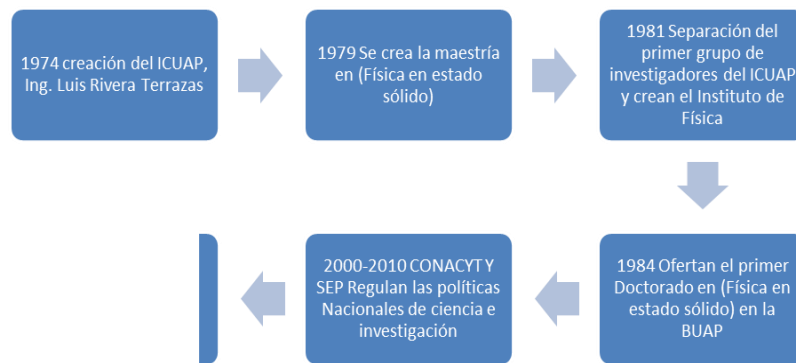 1974 creación del ICUAP,
Ing. Luis Rivera Terrazas
1979 Se crea la maestría
en (Física en estado
sólido)
1981 Separación del
primer grupo de
investigadores del ICUAP
y crean el Instituto de
Física
1984 Ofertan el primer
Doctorado en (Física en
estado sólido) en la
BUAP
2000-2010 CONACYT Y
SEP Regulan las políticas
Nacionales de ciencia e
investigación